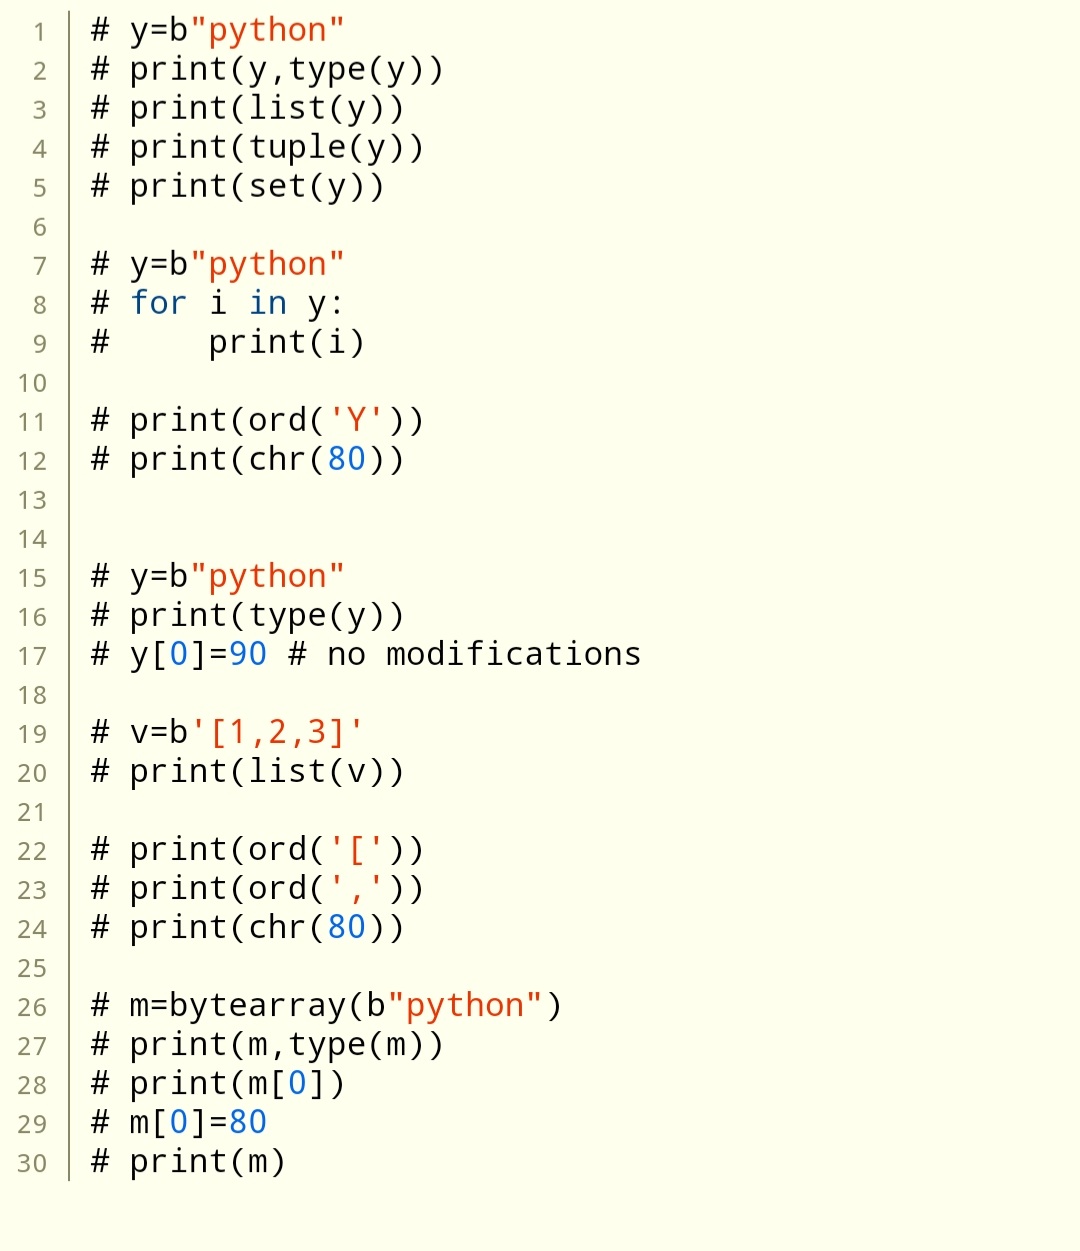 1 # y=b"python"
2 # print(y,type(y))
3 # print(list(y))
4 # print(tuple(y))
5 # print(set(y))
6
7 # y=b"python"
8 # for i in y:
9 #     print(i)
10
11 # print(ord('Y'))
12 # print(chr(80))
13
14
15 # y=b"python"
16 # print(type(y))
17 # y[0]=90 # no modifications
18
19 # v=b'[1,2,3]'
20 # print(list(v))
21
22 # print(ord('['))
23 # print(ord(','))
24 # print(chr(80))
25
26 # m=bytearray(b"python")
27 # print(m,type(m))
28 # print(m[0])
29 # m[0]=80
30 # print(m)